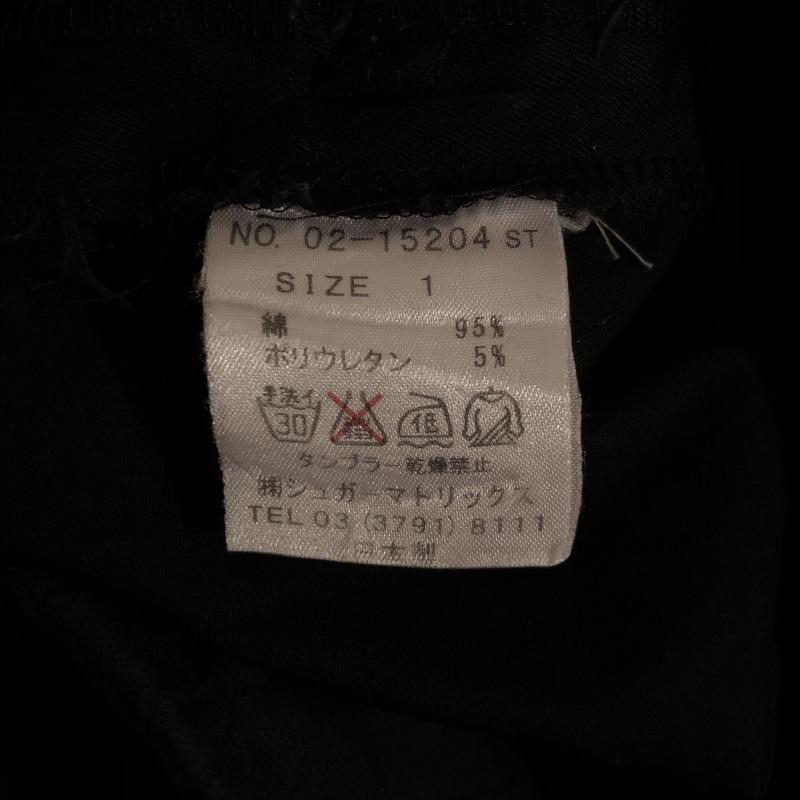 NO. 02-15204 ST
SIZE 1
綿 95%
ポリウレタン 5%
手洗イ
30 低
タンブラー乾燥禁止
㈱シュガーマトリックス
TEL 03 (3791) 8111
日本製